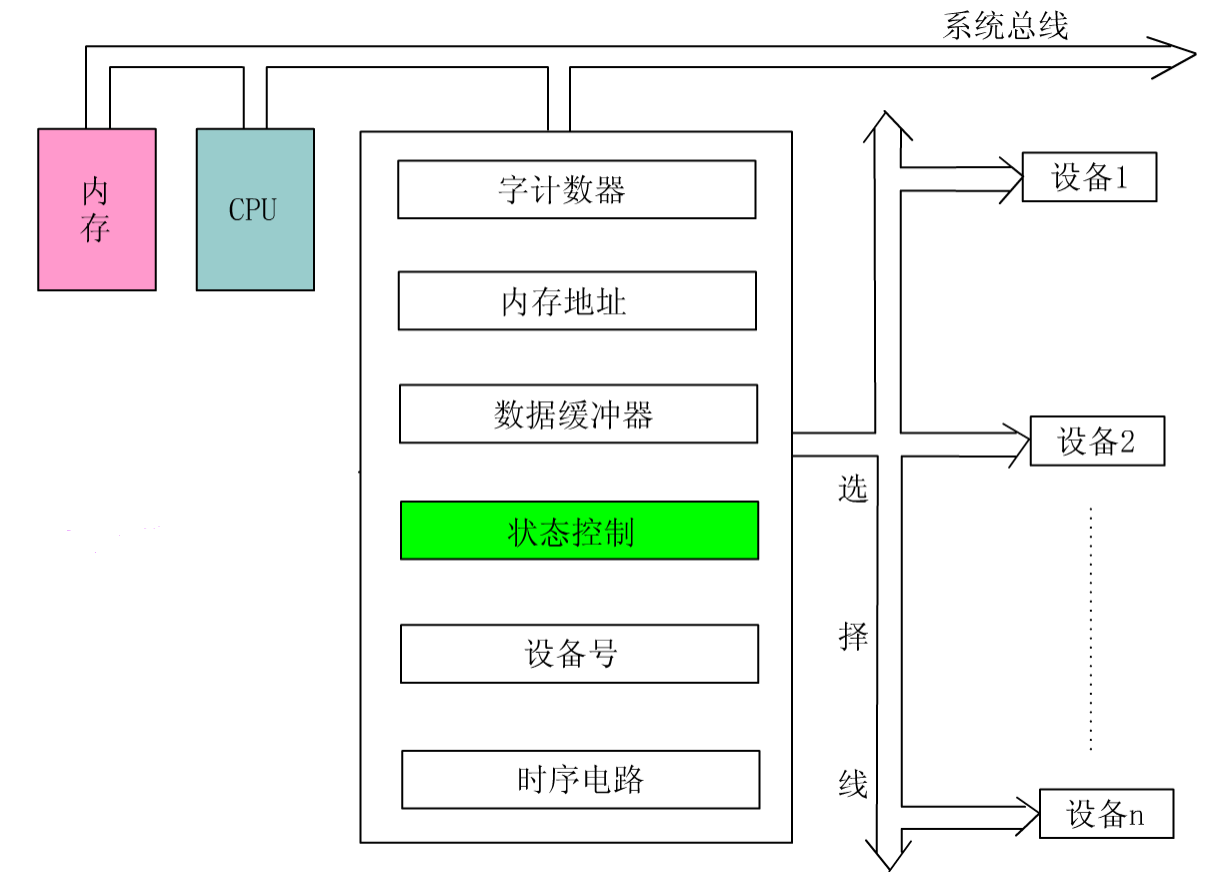 系统总线
内存
CPU
字计数器
内存地址
数据缓冲器
状态控制
设备号
时序电路
选择线
设备1
设备2
设备n